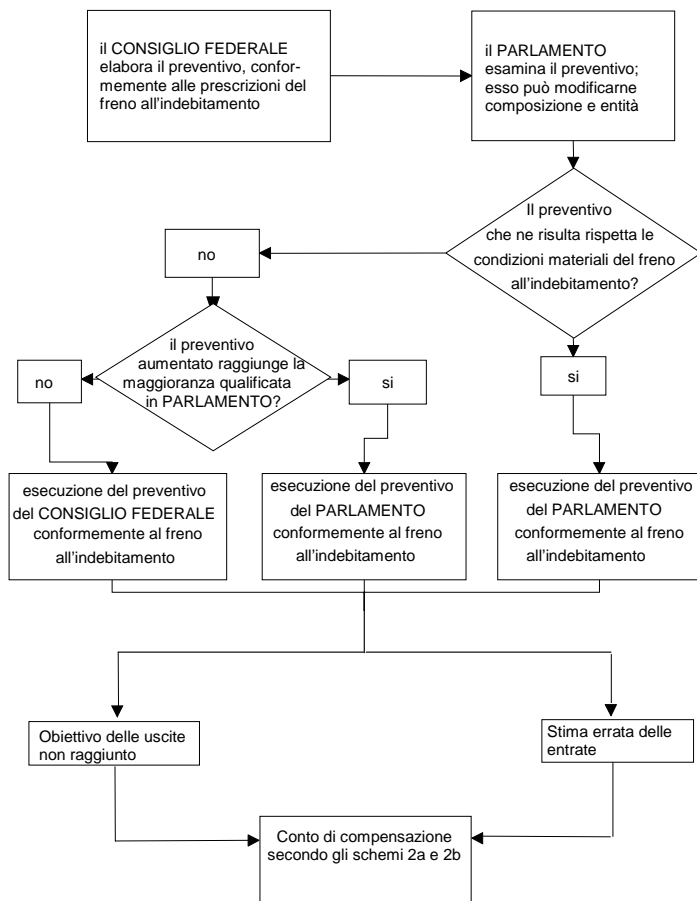 il CONSIGLIO FEDERALE
elabora il preventivo, confor-
memente alle prescrizioni del
freno all'indebitamento
il PARLAMENTO
esamina il preventivo;
esso può modificarne
composizione e entità
Il preventivo
che ne risulta rispetta le
condizioni materiali del freno
all'indebitamento?
no
si
il preventivo
aumentato raggiunge la
maggioranza qualificata
in PARLAMENTO?
no
si
esecuzione del preventivo
del CONSIGLIO FEDERALE
conformemente al freno
all'indebitamento
esecuzione del preventivo
del PARLAMENTO
conformemente al freno
all'indebitamento
esecuzione del preventivo
del PARLAMENTO
conformemente al freno
all'indebitamento
Obiettivo delle uscite
non raggiunto
Stima errata delle
entrate
Conto di compensazione
secondo gli schemi 2a e 2b